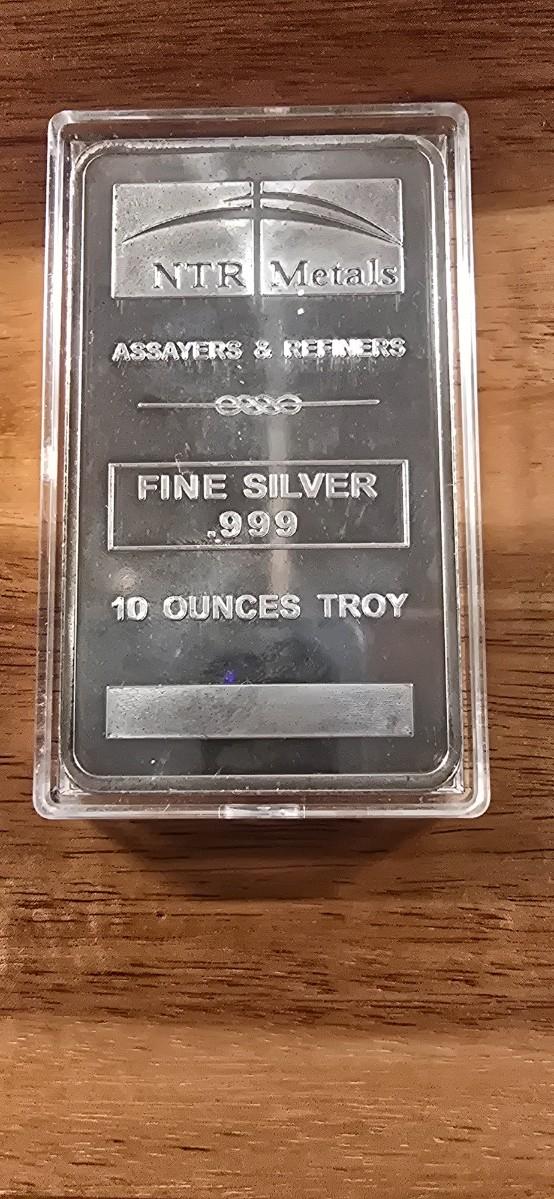 NTR Metals
ASSAYERS & REFINERS
FINE SILVER
.999
10 OUNCES TROY